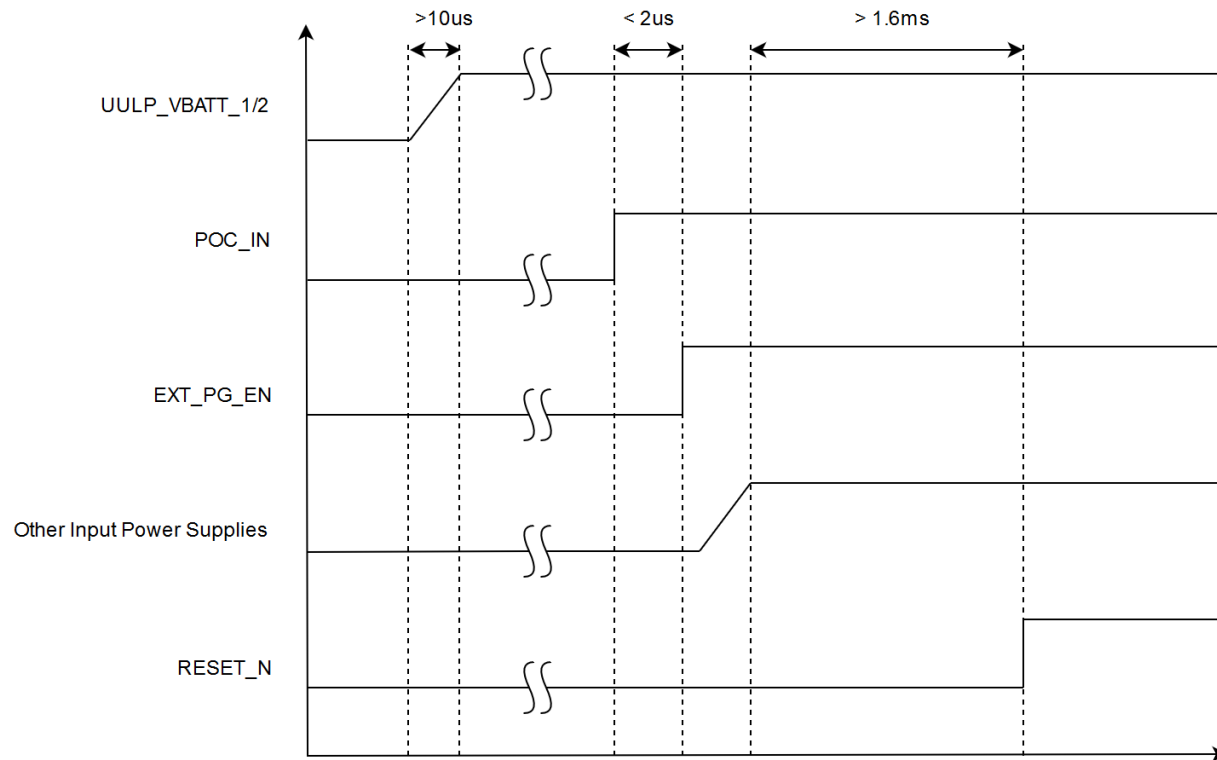 >10us
< 2us
> 1.6ms
UULP_VBATT_1/2
POC_IN
EXT_PG_EN
Other Input Power Supplies
RESET_N